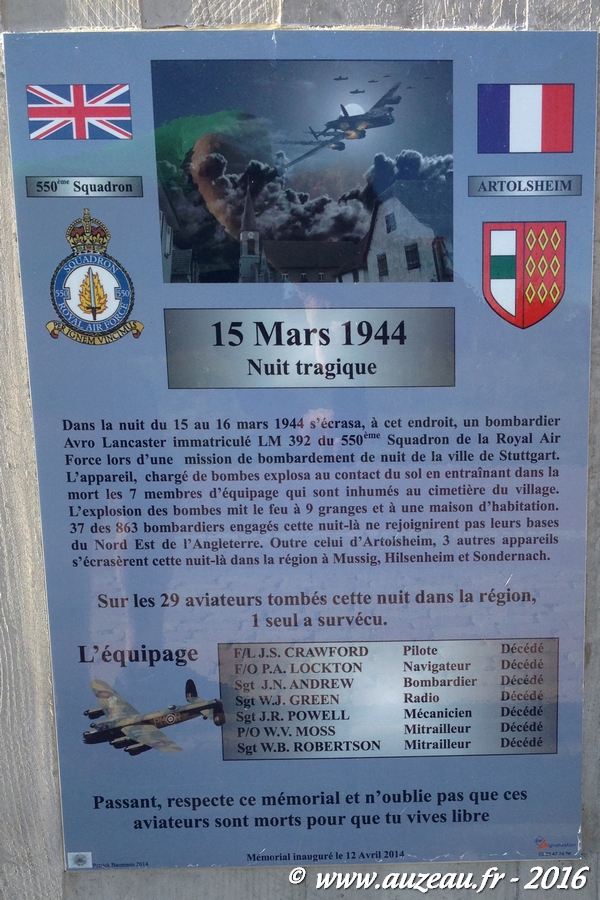 550ème Squadron
ARTOLSHEIM
SQUADRON
550
550
ROYAL AIR FORCE
PER IGNEM VINCIMUS
15 Mars 1944
Nuit tragique
Dans la nuit du 15 au 16 mars 1944 s'écrasa, à cet endroit, un bombardier
Avro Lancaster immatriculé LM 392 du 550ème Squadron de la Royal Air
Force lors d'une mission de bombardement de nuit de la ville de Stuttgart.
L'appareil, chargé de bombes explosa au contact du sol en entraînant dans la
mort les 7 membres d'équipage qui sont inhumés au cimetière du village.
L'explosion des bombes mit le feu à 9 granges et à une maison d'habitation.
37 des 863 bombardiers engagés cette nuit-là ne rejoignirent pas leurs bases
du Nord Est de l'Angleterre. Outre celui d'Artolsheim, 3 autres appareils
s'écrasèrent cette nuit-là dans la région à Mussig, Hilsenheim et Sondernach.
Sur les 29 aviateurs tombés cette nuit dans la région,
1 seul a survécu.
L'équipage
F/L J.S. CRAWFORD Pilote Décédé
F/O P.A. LOCKTON Navigateur Décédé
Sgt J.N. ANDREW Bombardier Décédé
Sgt W.J. GREEN Radio Décédé
Sgt J.R. POWELL Mécanicien Décédé
P/O W.V. MOSS Mitrailleur Décédé
Sgt W.B. ROBERTSON Mitrailleur Décédé
Passant, respecte ce mémorial et n'oublie pas que ces
aviateurs sont morts pour que tu vives libre
Mémorial inauguré le 12 Avril 2014
2014
© www.auzeau.fr - 2016